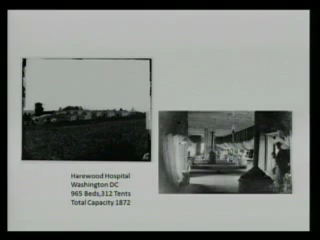 Harewood Hospital
Washington DC
965 Beds,312 Tents
Total Capacity 1872